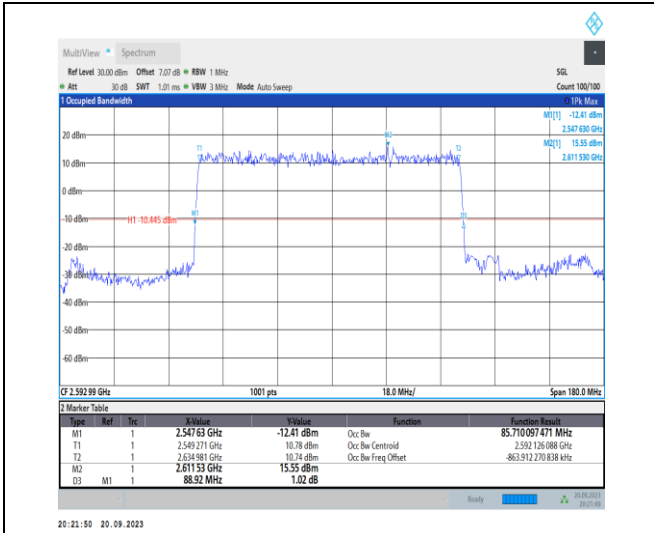 MultiView Spectrum
Ref Level 30.00 dBm Offset 7.07 dB RBW 1 MHz SGL
Att 30 dB SWT 1.01 ms VBW 3 MHz Mode Auto Sweep Count 100/100
1 Occupied Bandwidth 1Pk Max
M1[1] -12.41 dBm
2.547 630 GHz
M2[1] 15.55 dBm
2.611 530 GHz
20 dBm
M2
T1
T2
10 dBm
0 dBm
-10 dBm
H1 -10.445 dBm
M1
D3
-20 dBm
-30 dBm
-40 dBm
-50 dBm
-60 dBm
CF 2.592 99 GHz 1001 pts 18.0 MHz/ Span 180.0 MHz
2 Marker Table
Type Ref Trc X-Value Y-Value Function Function Result
M1 1 2.547 63 GHz -12.41 dBm Occ Bw 85.710 097 471 MHz
T1 1 2.549 271 GHz 10.78 dBm Occ Bw Centroid 2.592 126 088 GHz
T2 1 2.634 981 GHz 10.74 dBm Occ Bw Freq Offset -863.912 270 838 kHz
M2 1 2.611 53 GHz 15.55 dBm
D3 M1 1 88.92 MHz 1.02 dB
Ready 20.09.2023
20:21:49
20:21:50 20.09.2023